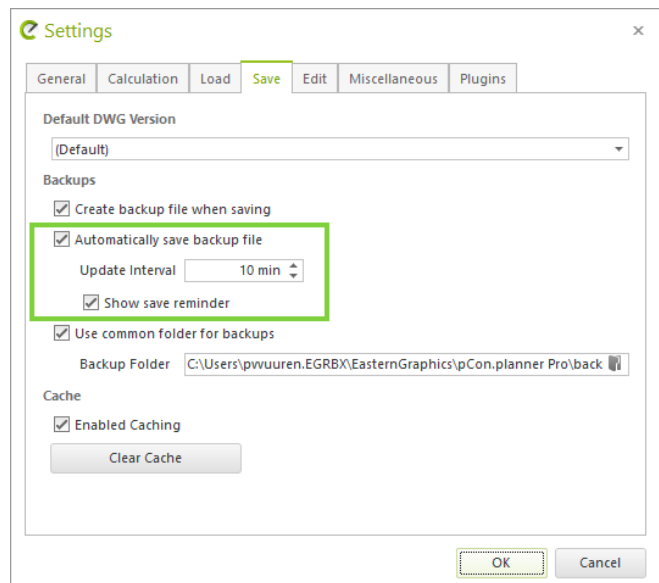 Settings
General Calculation Load Save Edit Miscellaneous Plugins
Default DWG Version
(Default)
Backups
Create backup file when saving
Automatically save backup file
Update Interval 10 min
Show save reminder
Use common folder for backups
Backup Folder C:\Users\pvvuuren.EGRBX\EasternGraphics\pCon.planner Pro\back
Cache
Enabled Caching
Clear Cache
OK Cancel